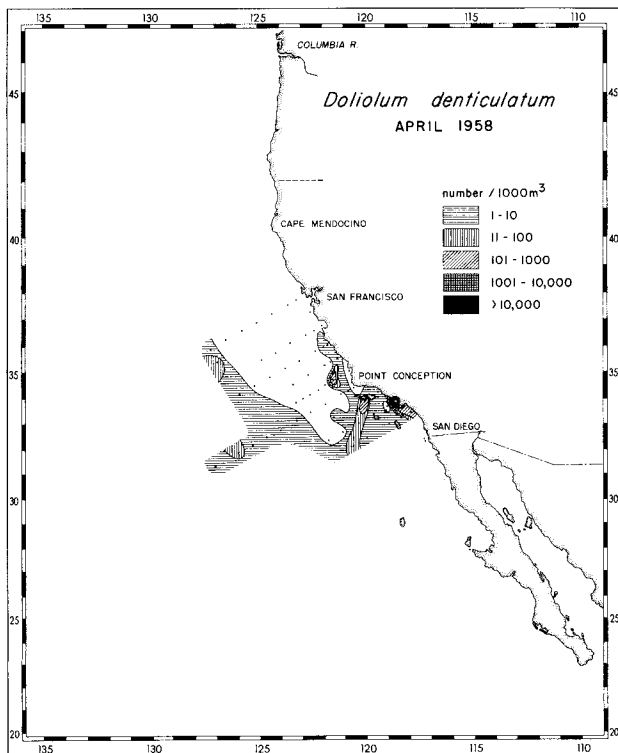 135 130 125 120 115 110
COLUMBIA R.
Doliolum denticulatum
APRIL 1958
number / 1000m³
1 - 10
11 - 100
101 - 1000
1001 - 10,000
>10,000
CAPE MENDOCINO
SAN FRANCISCO
POINT CONCEPTION
SAN DIEGO
45 45
40 40
35 35
30 30
25 25
20 20
135 130 125 120 115 110